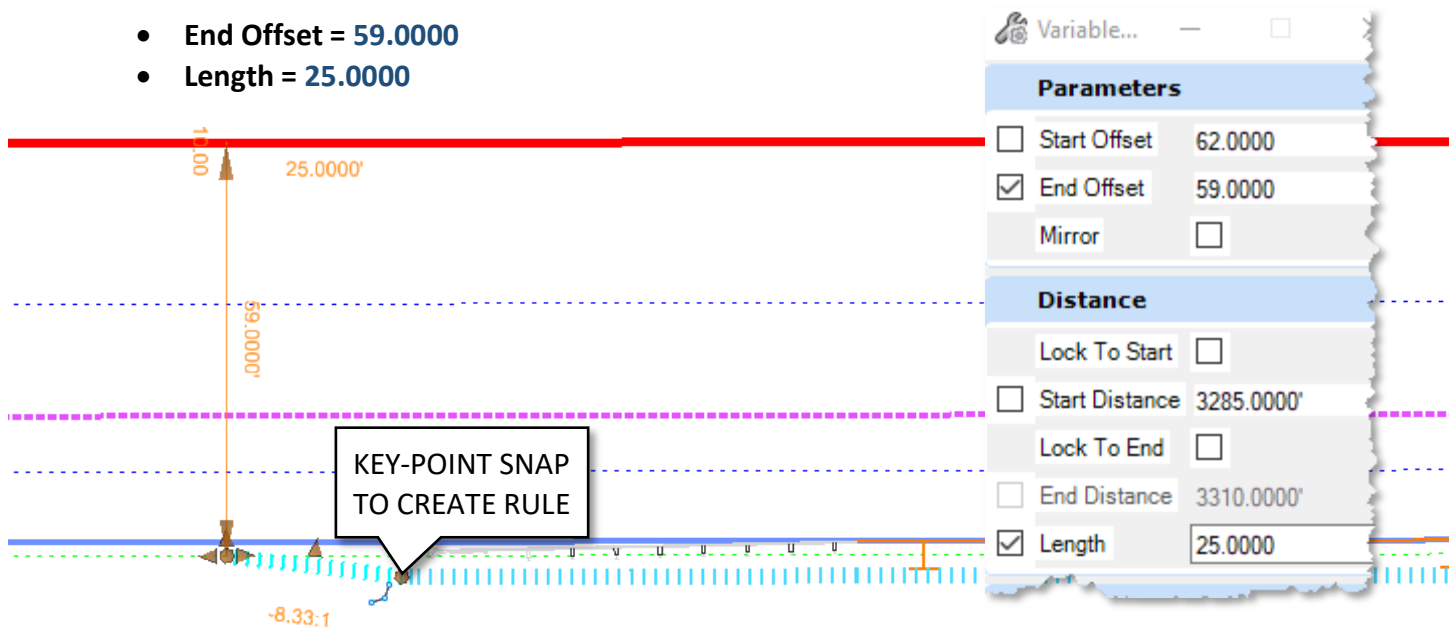 • End Offset = 59.0000
• Length = 25.0000
10.00
25.0000'
59.0000'
KEY-POINT SNAP
TO CREATE RULE
-8.33:1
Variable...
Parameters
Start Offset 62.0000
End Offset 59.0000
Mirror
Distance
Lock To Start
Start Distance 3285.0000'
Lock To End
End Distance 3310.0000'
Length 25.0000